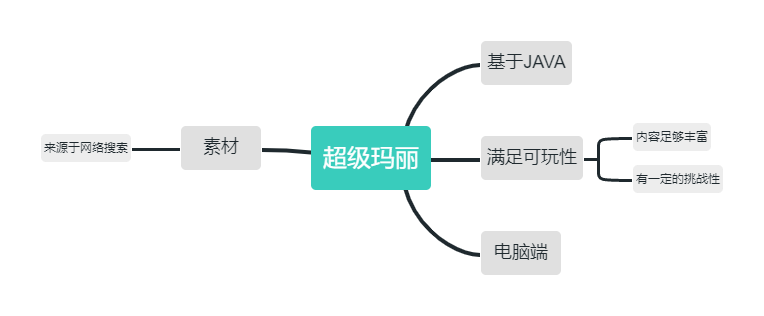 超级玛丽
基于JAVA
满足可玩性
内容足够丰富
有一定的挑战性
电脑端
素材
来源于网络搜索